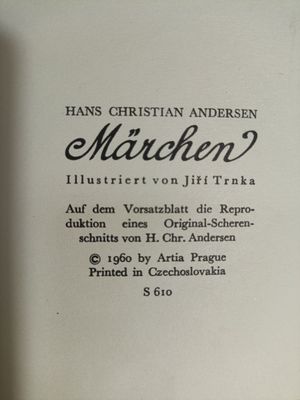 HANS CHRISTIAN ANDERSEN
Märchen
Illustriert von Jiří Trnka
Auf dem Vorsatzblatt die Repro-
duktion eines Original-Scheren-
schnitts von H. Chr. Andersen
© 1960 by Artia Prague
Printed in Czechoslovakia
S 610